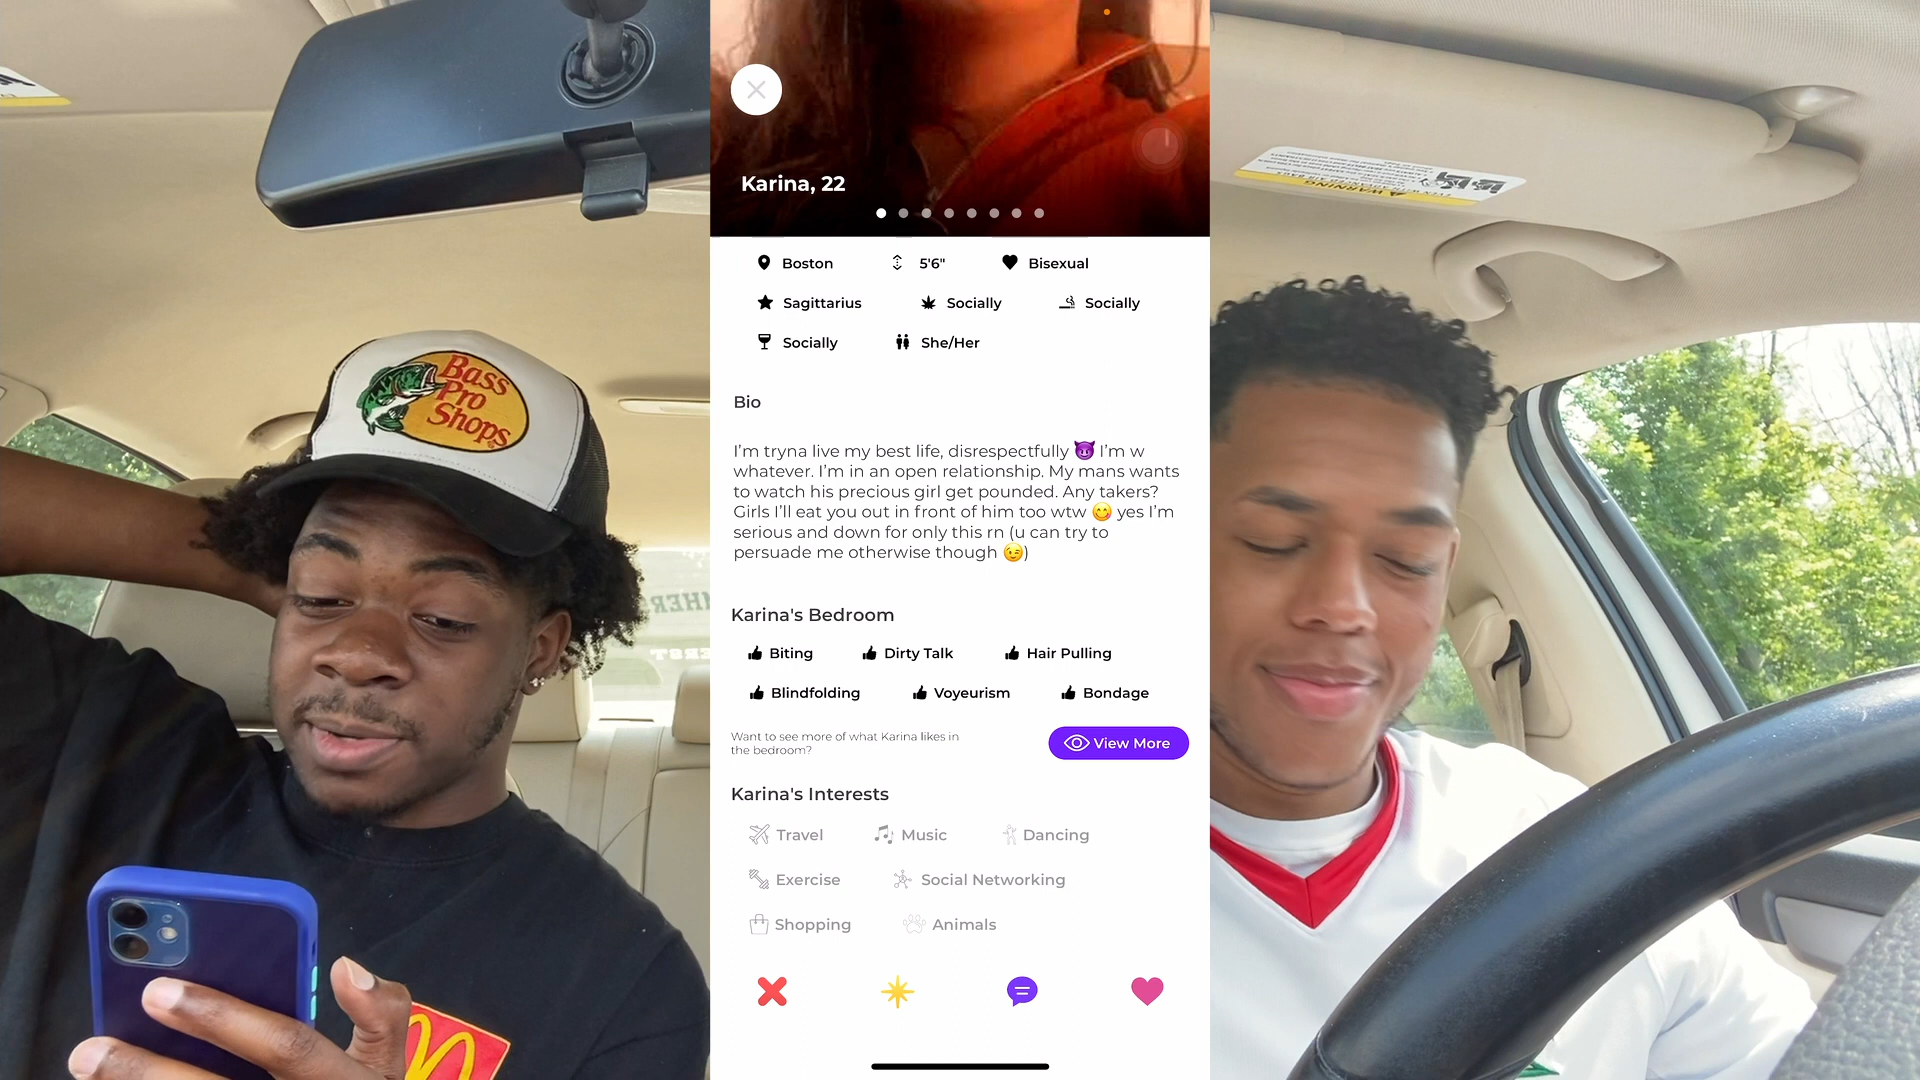 Bass
Pro
Shops
Karina, 22
Boston
5'6"
Bisexual
Sagittarius
Socially
Socially
Socially
She/Her
Bio
I'm tryna live my best life, disrespectfully 😈 I'm w
whatever. I'm in an open relationship. My mans wants
to watch his precious girl get pounded. Any takers?
Girls I'll eat you out in front of him too wtw 😋 yes I'm
serious and down for only this rn (u can try to
persuade me otherwise though 😉)
Karina's Bedroom
Biting
Dirty Talk
Hair Pulling
Blindfolding
Voyeurism
Bondage
Want to see more of what Karina likes in
the bedroom?
View More
Karina's Interests
Travel
Music
Dancing
Exercise
Social Networking
Shopping
Animals
WARNING